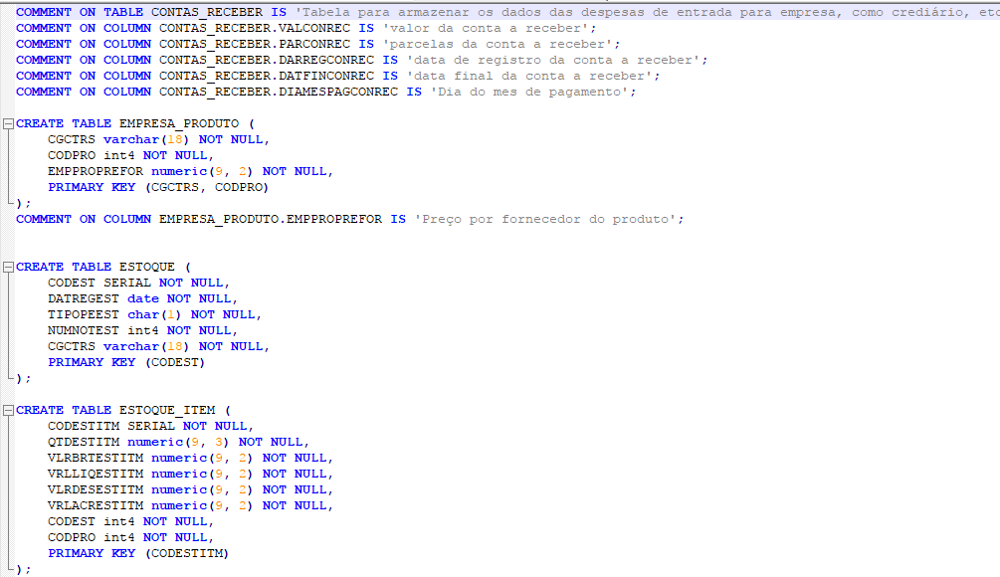 COMMENT ON TABLE CONTAS_RECEBER IS 'Tabela para armazenar os dados das despesas de entrada para empresa, como crediário, etc
COMMENT ON COLUMN CONTAS_RECEBER.VALCONREC IS 'valor da conta a receber';
COMMENT ON COLUMN CONTAS_RECEBER.PARCONREC IS 'parcelas da conta a receber';
COMMENT ON COLUMN CONTAS_RECEBER.DARREGCONREC IS 'data de registro da conta a receber';
COMMENT ON COLUMN CONTAS_RECEBER.DATFINCONREC IS 'data final da conta a receber';
COMMENT ON COLUMN CONTAS_RECEBER.DIAMESPAGCONREC IS 'Dia do mes de pagamento';
CREATE TABLE EMPRESA_PRODUTO (
CGCTRS varchar(18) NOT NULL,
CODPRO int4 NOT NULL,
EMPPROPREFOR numeric(9, 2) NOT NULL,
PRIMARY KEY (CGCTRS, CODPRO)
);
COMMENT ON COLUMN EMPRESA_PRODUTO.EMPPROPREFOR IS 'Preço por fornecedor do produto';
CREATE TABLE ESTOQUE (
CODEST SERIAL NOT NULL,
DATREGEST date NOT NULL,
TIPOPEEST char(1) NOT NULL,
NUMNOTEST int4 NOT NULL,
CGCTRS varchar(18) NOT NULL,
PRIMARY KEY (CODEST)
);
CREATE TABLE ESTOQUE_ITEM (
CODESTITM SERIAL NOT NULL,
QTDESTITM numeric(9, 3) NOT NULL,
VLRBRTESTITM numeric(9, 2) NOT NULL,
VRLLIQESTITM numeric(9, 2) NOT NULL,
VLRDESESTITM numeric(9, 2) NOT NULL,
VRLACRESTITM numeric(9, 2) NOT NULL,
CODEST int4 NOT NULL,
CODPRO int4 NOT NULL,
PRIMARY KEY (CODESTITM)
);